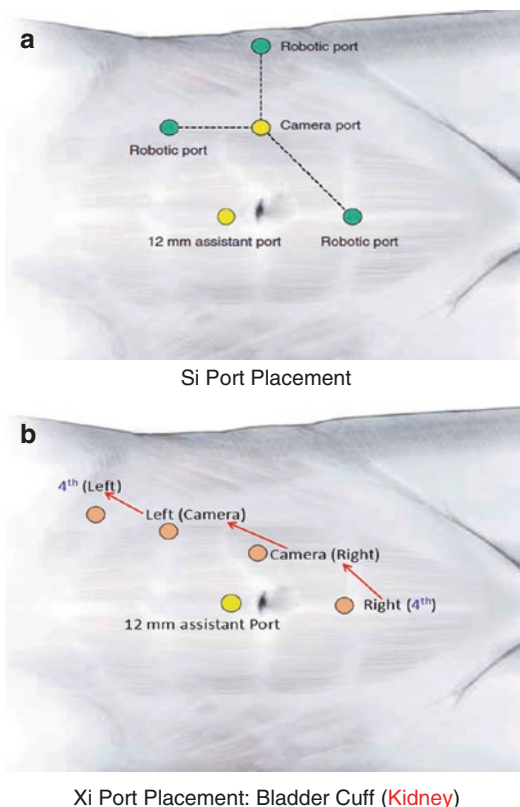 a
Robotic port
Camera port
Robotic port
12 mm assistant port
Robotic port
Si Port Placement
b
4th (Left)
Left (Camera)
Camera (Right)
Right (4th)
12 mm assistant Port
Xi Port Placement: Bladder Cuff (Kidney)